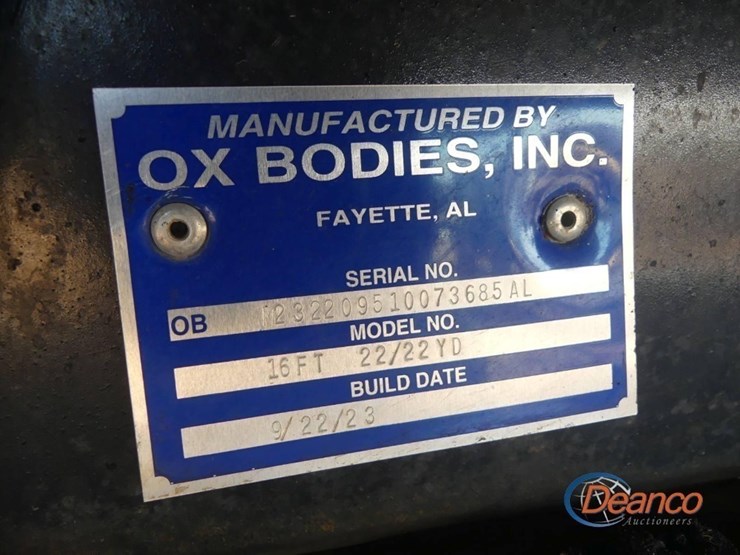 MANUFACTURED BY
OX BODIES, INC.
FAYETTE, AL
SERIAL NO.
OB
MODEL NO.
16FT 22/22YD
BUILD DATE
9/22/23
Deanco
Auctioneers